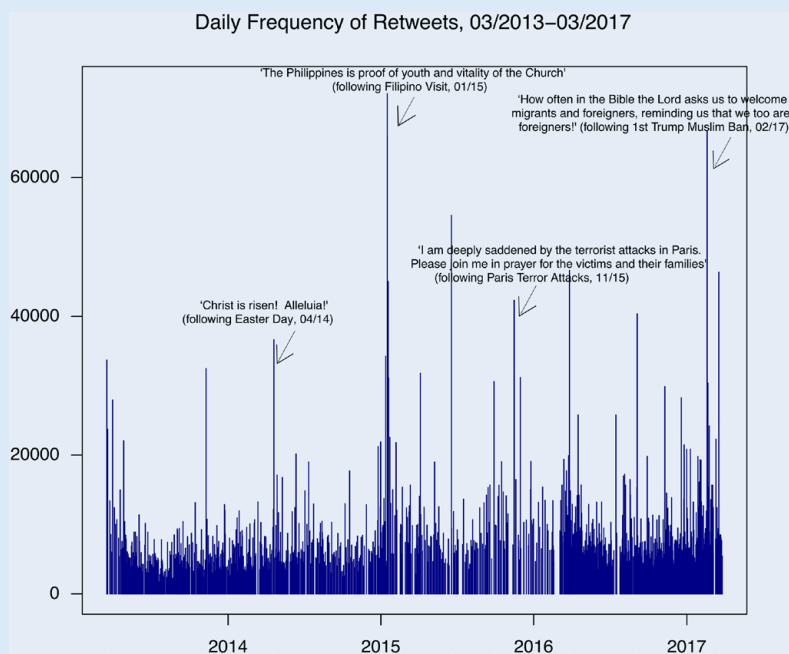 Daily Frequency of Retweets, 03/2013−03/2017
'The Philippines is proof of youth and vitality of the Church'
(following Filipino Visit, 01/15)
'How often in the Bible the Lord asks us to welcome
migrants and foreigners, reminding us that we too are
foreigners!' (following 1st Trump Muslim Ban, 02/17)
'I am deeply saddened by the terrorist attacks in Paris.
Please join me in prayer for the victims and their families'
(following Paris Terror Attacks, 11/15)
'Christ is risen!  Alleluia!'
(following Easter Day, 04/14)
60000
40000
20000
0
2014
2015
2016
2017